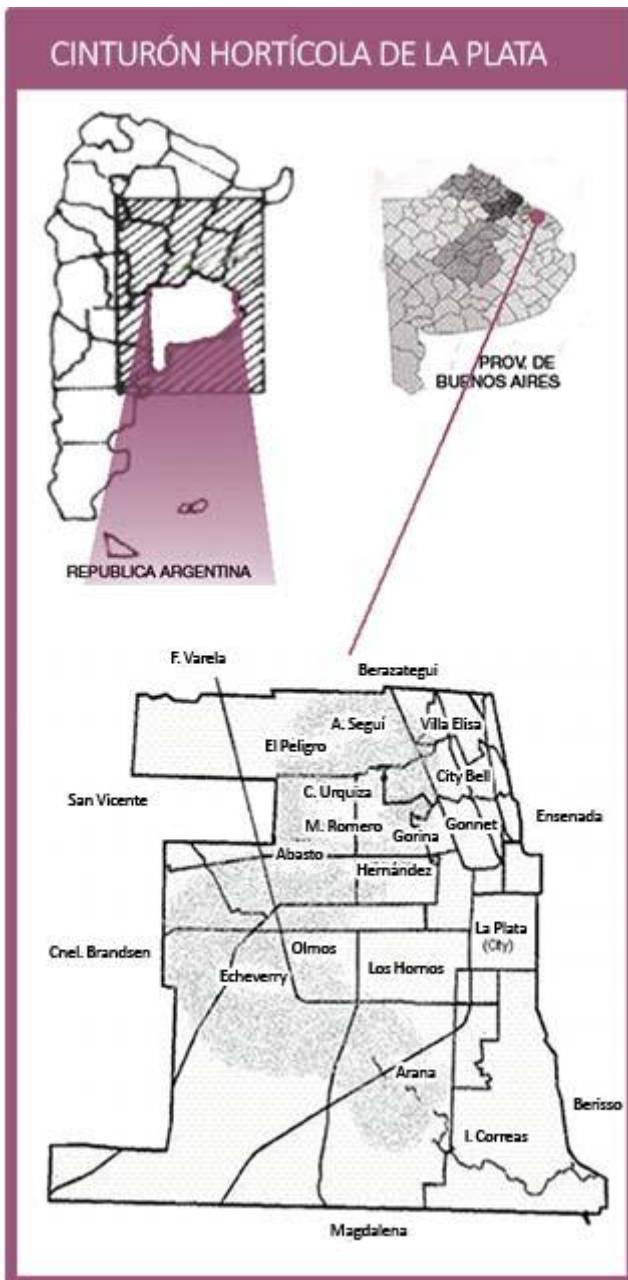 CINTURÓN HORTÍCOLA DE LA PLATA
PROV. DE
BUENOS AIRES
REPUBLICA ARGENTINA
F. Varela
Berazategui
A. Seguí
Villa Elisa
El Peligro
City Bell
San Vicente
C. Urquiza
Ensenada
M. Romero
Gorina
Gonnet
Abasto
Hernández
La Plata
(City)
Cnel. Brandsen
Olmos
Los Hornos
Echeverry
Arana
Berisso
I. Correas
Magdalena